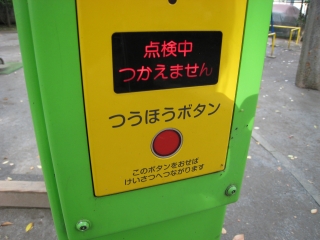 点検中
つかえません
つうほうボタン
このボタンをおせば
けいさつへつながります